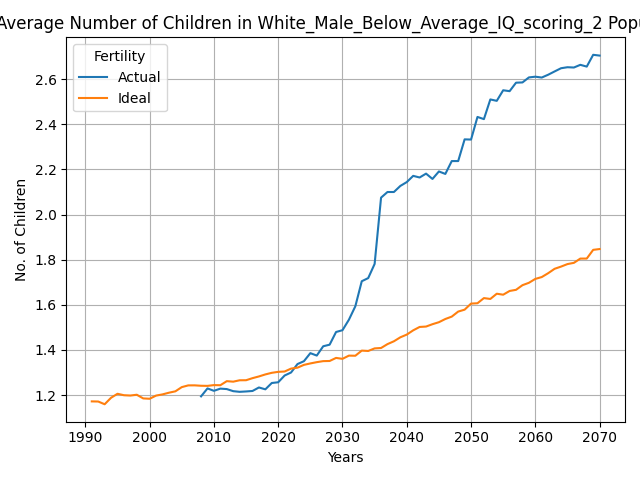 Average Number of Children in White_Male_Below_Average_IQ_scoring_2
Fertility
Actual
Ideal
No. of Children
2.6
2.4
2.2
2.0
1.8
1.6
1.4
1.2
1990 2000 2010 2020 2030 2040 2050 2060 2070
Years